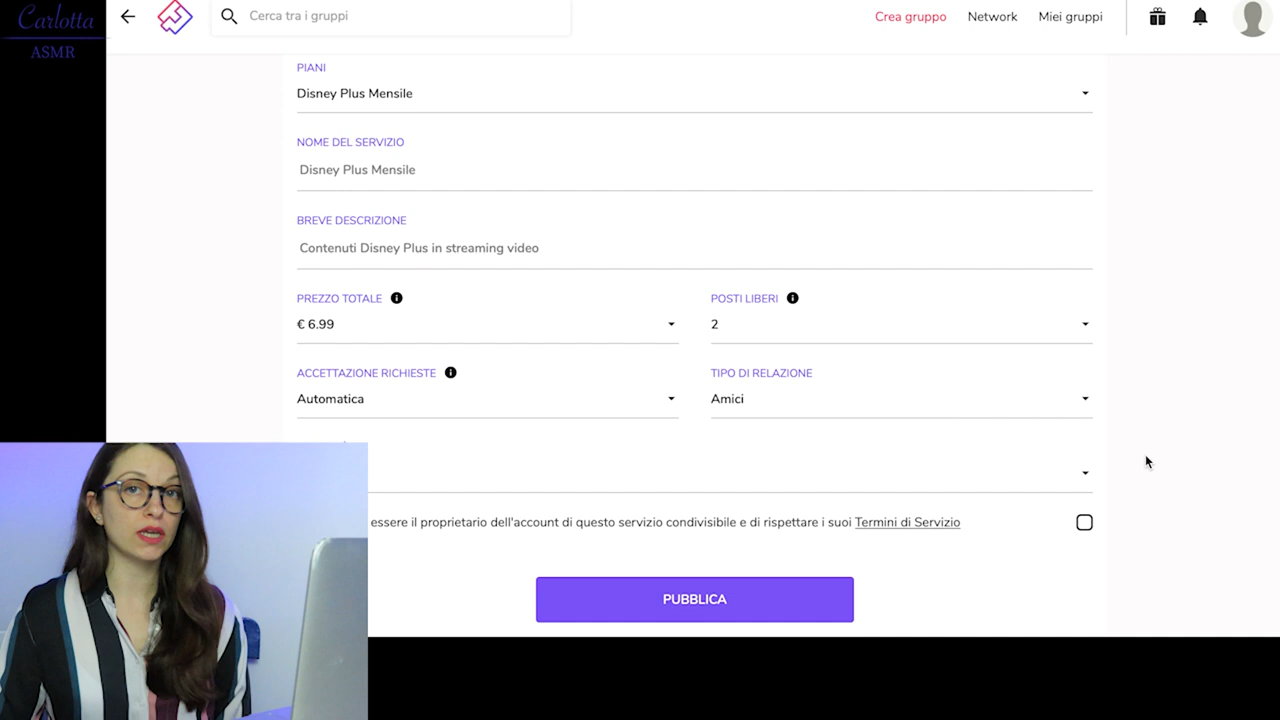 Carlotta
ASMR
Cerca tra i gruppi
Crea gruppo
Network
Miei gruppi
PIANI
Disney Plus Mensile
NOME DEL SERVIZIO
Disney Plus Mensile
BREVE DESCRIZIONE
Contenuti Disney Plus in streaming video
PREZZO TOTALE
POSTI LIBERI
€ 6.99
2
ACCETTAZIONE RICHIESTE
TIPO DI RELAZIONE
Automatica
Amici
essere il proprietario dell'account di questo servizio condivisibile e di rispettare i suoi Termini di Servizio
PUBBLICA